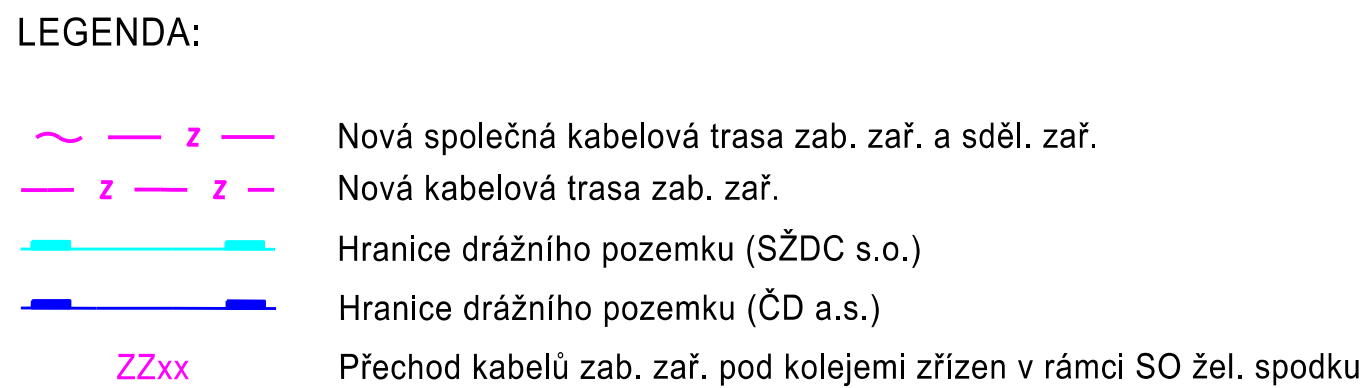 LEGENDA:
z Nová společná kabelová trasa zab. zař. a sděl. zař.
z z Nová kabelová trasa zab. zař.
Hranice drážního pozemku (SŽDC s.o.)
Hranice drážního pozemku (ČD a.s.)
ZZxx Přechod kabelů zab. zař. pod kolejemi zřízen v rámci SO žel. spodku